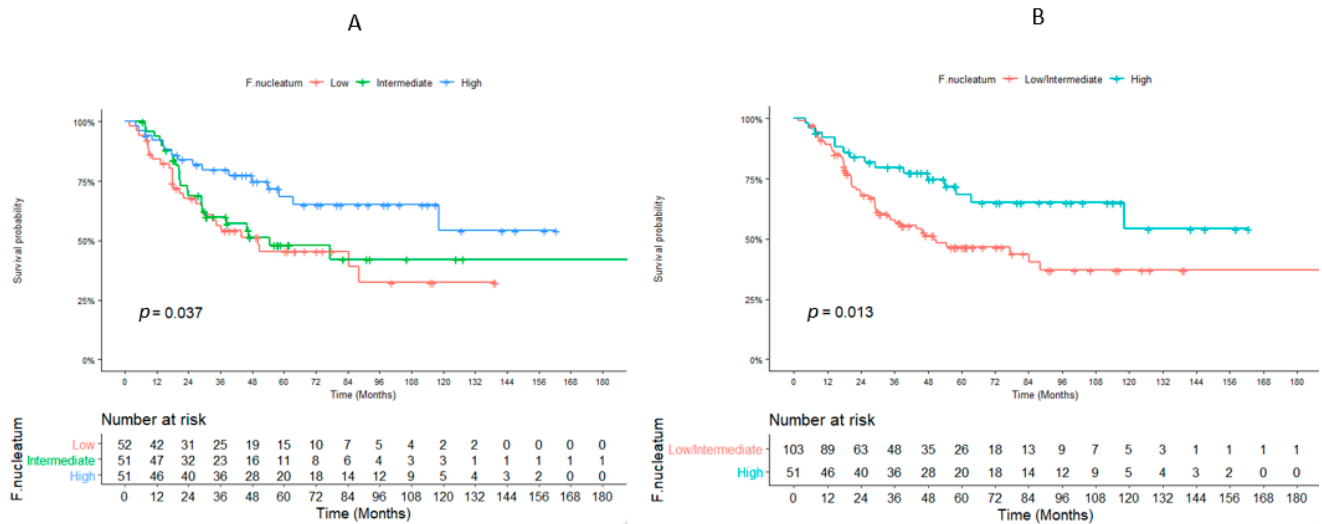 A
F.nucleatum Low Intermediate High
Survival probability
100%
75%
50%
25%
0%
p = 0.037
0 12 24 36 48 60 72 84 96 108 120 132 144 156 168 180
Time (Months)
Number at risk
F.nucleatum
Low 52 42 31 25 19 15 10 7 5 4 2 2 0 0 0 0
Intermediate 51 47 32 23 16 11 8 6 4 3 3 1 1 1 1 1
High 51 46 40 36 28 20 18 14 12 9 5 4 3 2 0 0
0 12 24 36 48 60 72 84 96 108 120 132 144 156 168 180
Time (Months)
B
F.nucleatum Low/Intermediate High
Survival probability
100%
75%
50%
25%
0%
p = 0.013
0 12 24 36 48 60 72 84 96 108 120 132 144 156 168 180
Time (Months)
Number at risk
F.nucleatum
Low/Intermediate 103 89 63 48 35 26 18 13 9 7 5 3 1 1 1 1
High 51 46 40 36 28 20 18 14 12 9 5 4 3 2 0 0
0 12 24 36 48 60 72 84 96 108 120 132 144 156 168 180
Time (Months)